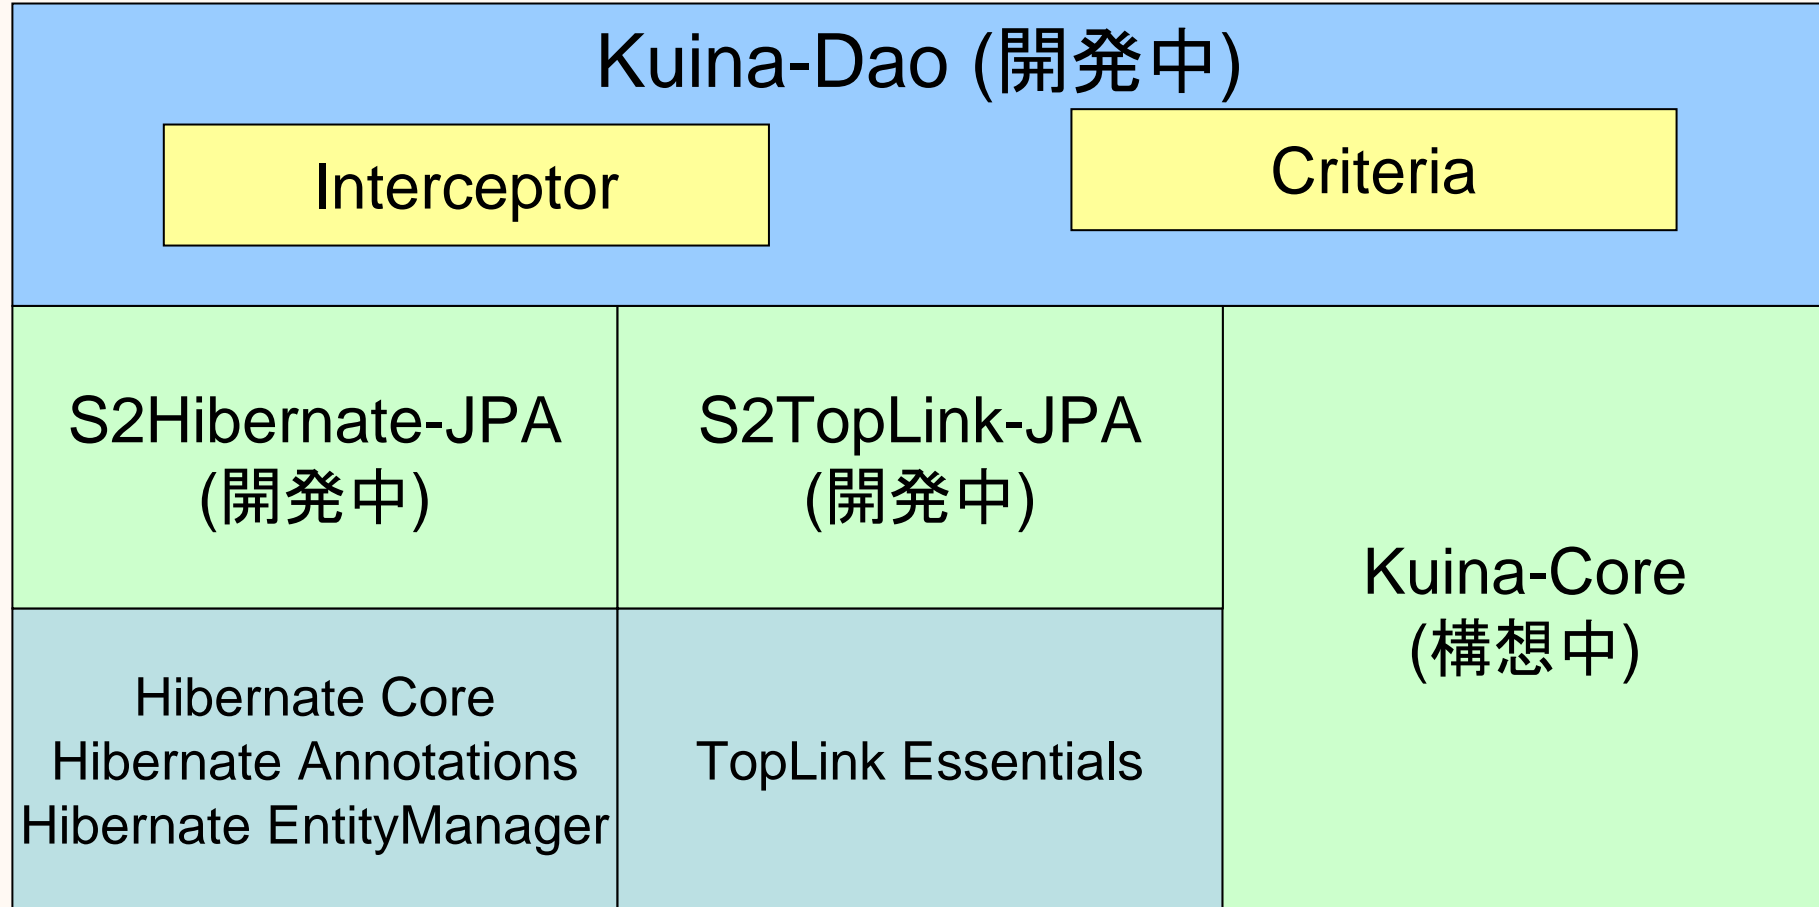 Kuina-Dao (開発中)
Interceptor
Criteria
S2Hibernate-JPA
(開発中)
S2TopLink-JPA
(開発中)
Kuina-Core
(構想中)
Hibernate Core
Hibernate Annotations
Hibernate EntityManager
TopLink Essentials